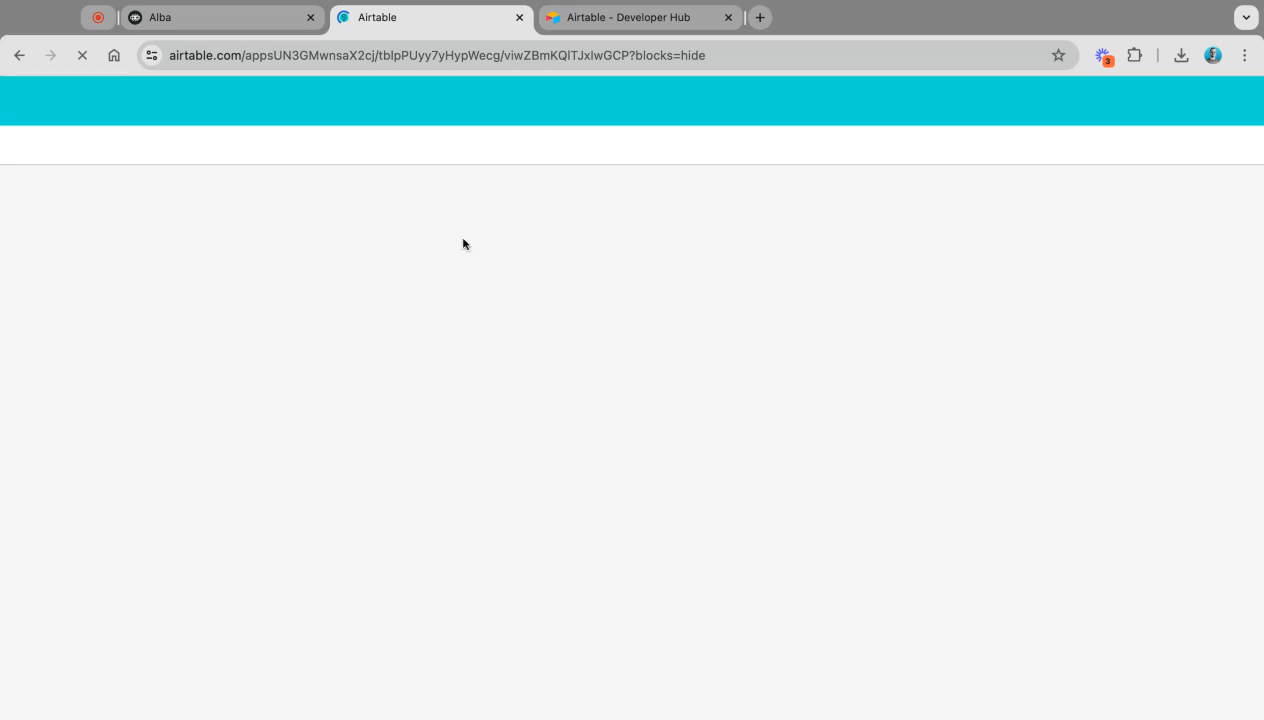 Alba
Airtable
Airtable - Developer Hub
airtable.com/appsUN3GMwnsaX2cj/tblpPUyy7yHypWecg/viwZBmKQlTJxlwGCP?blocks=hide
3